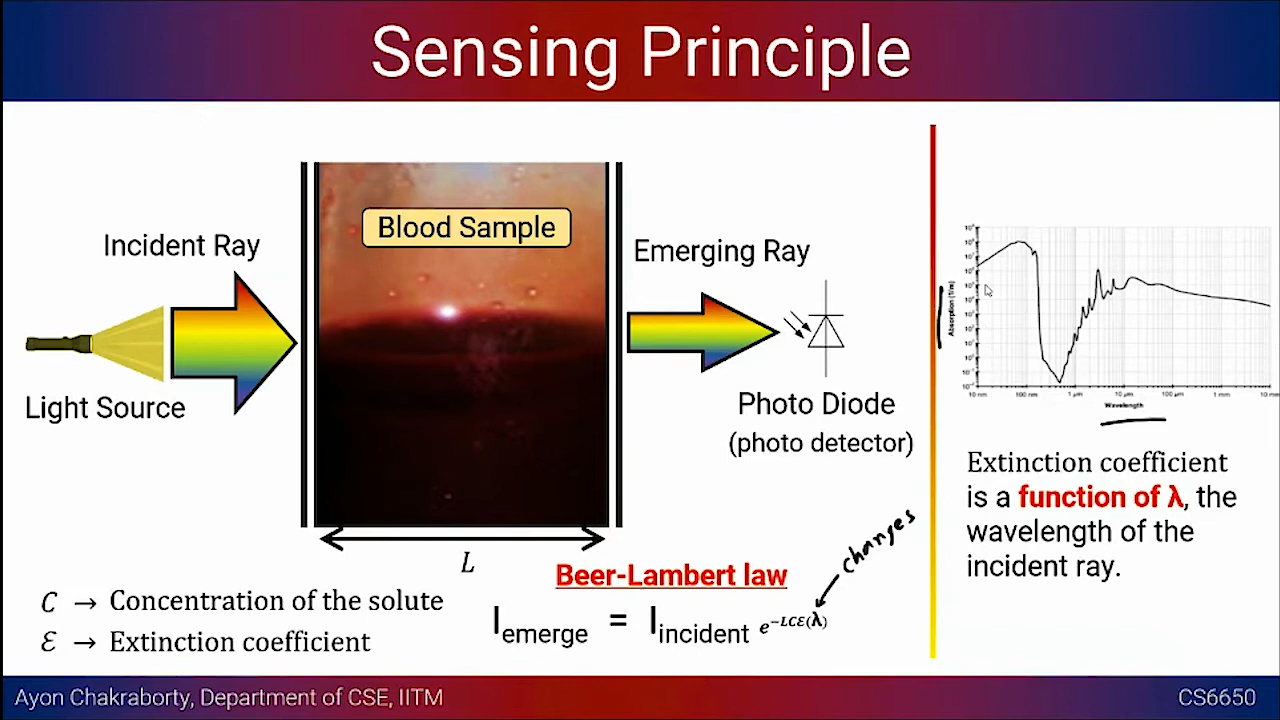 Sensing Principle
Incident Ray
Light Source
Blood Sample
Emerging Ray
Photo Diode
(photo detector)
L
C → Concentration of the solute
ℰ → Extinction coefficient
Beer-Lambert law
I emerge = I incident e^-LCℰ(λ)
changes
Absorption (1/m)
10 nm 100 nm 1 µm 10 µm 100 µm 1 mm 10 mm
Wavelength
Extinction coefficient
is a function of λ, the
wavelength of the
incident ray.
Ayon Chakraborty, Department of CSE, IITM
CS6650